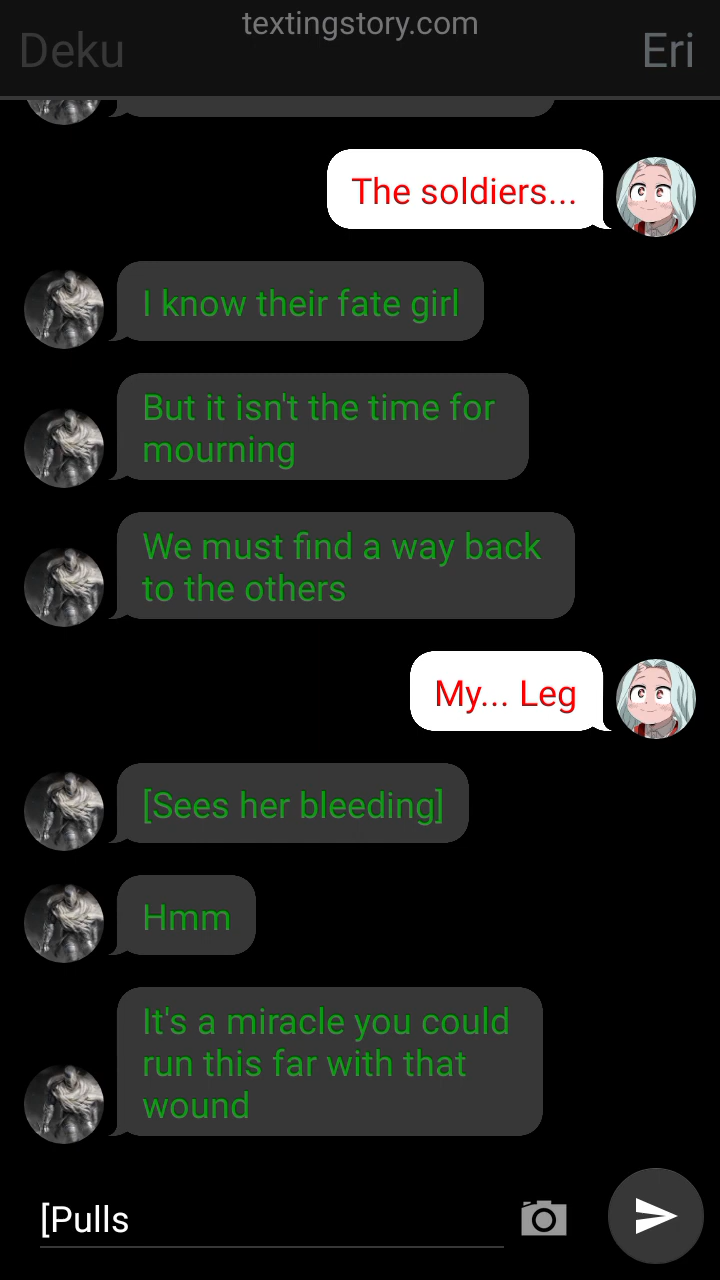 textingstory.com
Deku
Eri
The soldiers...
I know their fate girl
But it isn't the time for
mourning
We must find a way back
to the others
My... Leg
[Sees her bleeding]
Hmm
It's a miracle you could
run this far with that
wound
[Pulls